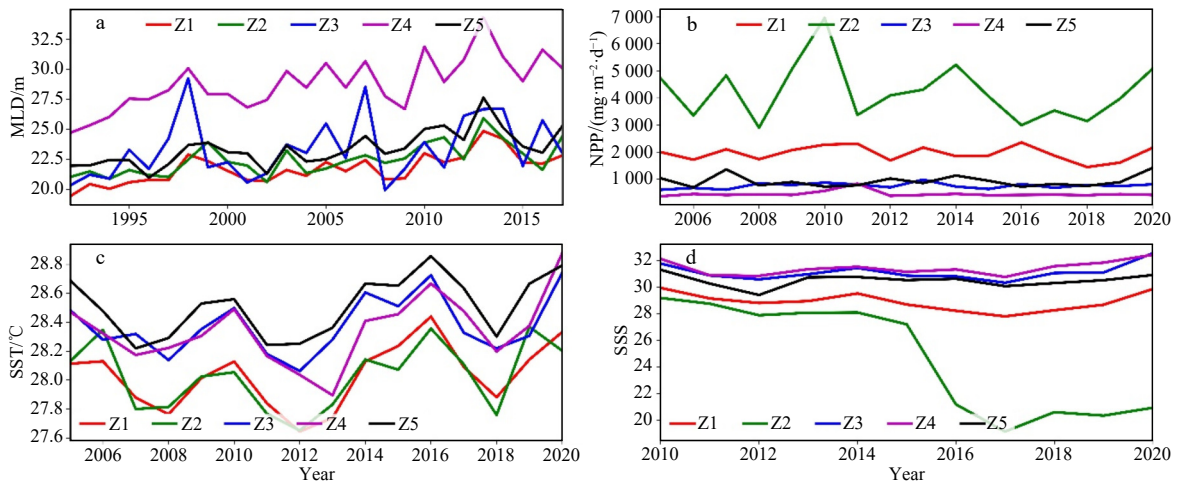 a
Z1 Z2 Z3 Z4 Z5
MLD/m
32.5
30.0
27.5
25.0
22.5
20.0
1995 2000 2005 2010 2015
b
Z1 Z2 Z3 Z4 Z5
NPP/(mg·m⁻²·d⁻¹)
7 000
6 000
5 000
4 000
3 000
2 000
1 000
2006 2008 2010 2012 2014 2016 2018 2020
c
SST/℃
28.8
28.6
28.4
28.2
28.0
27.8
27.6
Z1 Z2 Z3 Z4 Z5
2006 2008 2010 2012 2014 2016 2018 2020
Year
d
SSS
32
30
28
26
24
22
20
Z1 Z2 Z3 Z4 Z5
2010 2012 2014 2016 2018 2020
Year